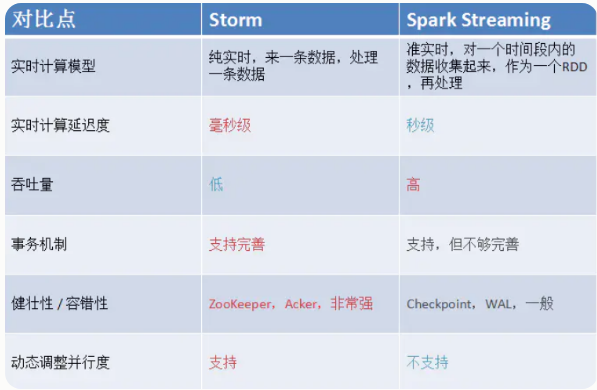 对比点 Storm Spark Streaming
实时计算模型 纯实时，来一条数据，处理
一条数据 准实时，对一个时间段内的
数据收集起来，作为一个RDD
，再处理
实时计算延迟度 毫秒级 秒级
吞吐量 低 高
事务机制 支持完善 支持，但不够完善
健壮性 / 容错性 ZooKeeper，Acker，非常强 Checkpoint，WAL，一般
动态调整并行度 支持 不支持